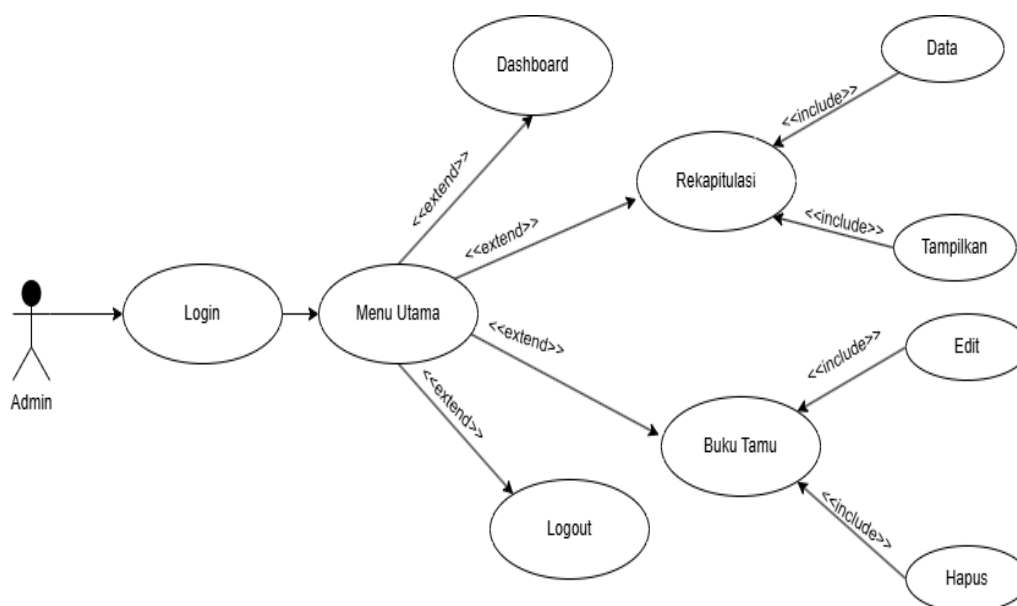 Data
Dashboard
<<include>>
Rekapitulasi
<<extend>>
<<extend>>
<<include>>
Tampilkan
Login
Menu Utama
<<extend>>
Edit
<<include>>
Admin
<<extend>>
Buku Tamu
<<include>>
Logout
Hapus